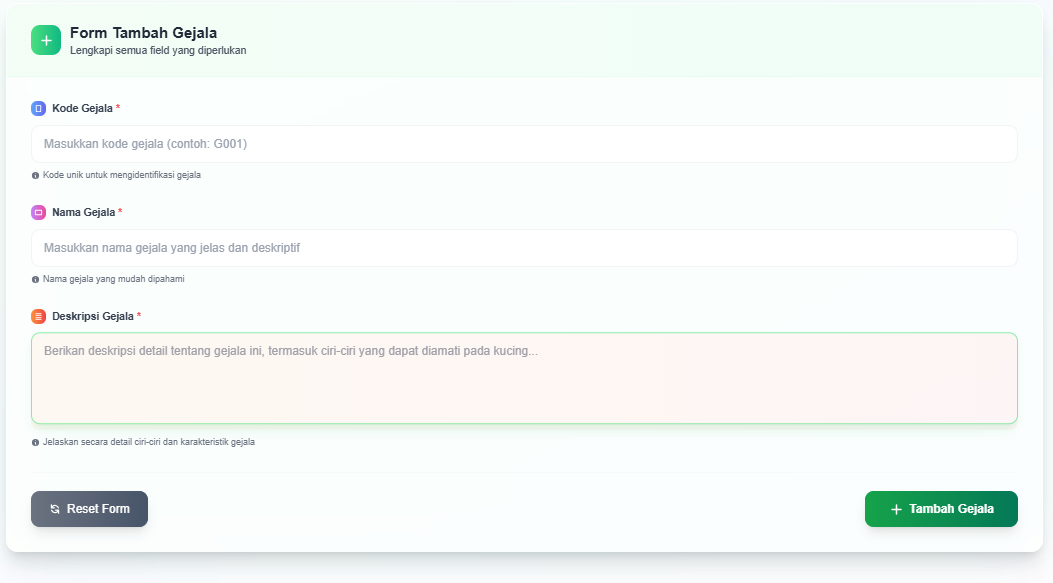 Form Tambah Gejala
Lengkapi semua field yang diperlukan
Kode Gejala *
Masukkan kode gejala (contoh: G001)
Kode unik untuk mengidentifikasi gejala
Nama Gejala *
Masukkan nama gejala yang jelas dan deskriptif
Nama gejala yang mudah dipahami
Deskripsi Gejala *
Berikan deskripsi detail tentang gejala ini, termasuk ciri-ciri yang dapat diamati pada kucing...
Jelaskan secara detail ciri-ciri dan karakteristik gejala
Reset Form
Tambah Gejala